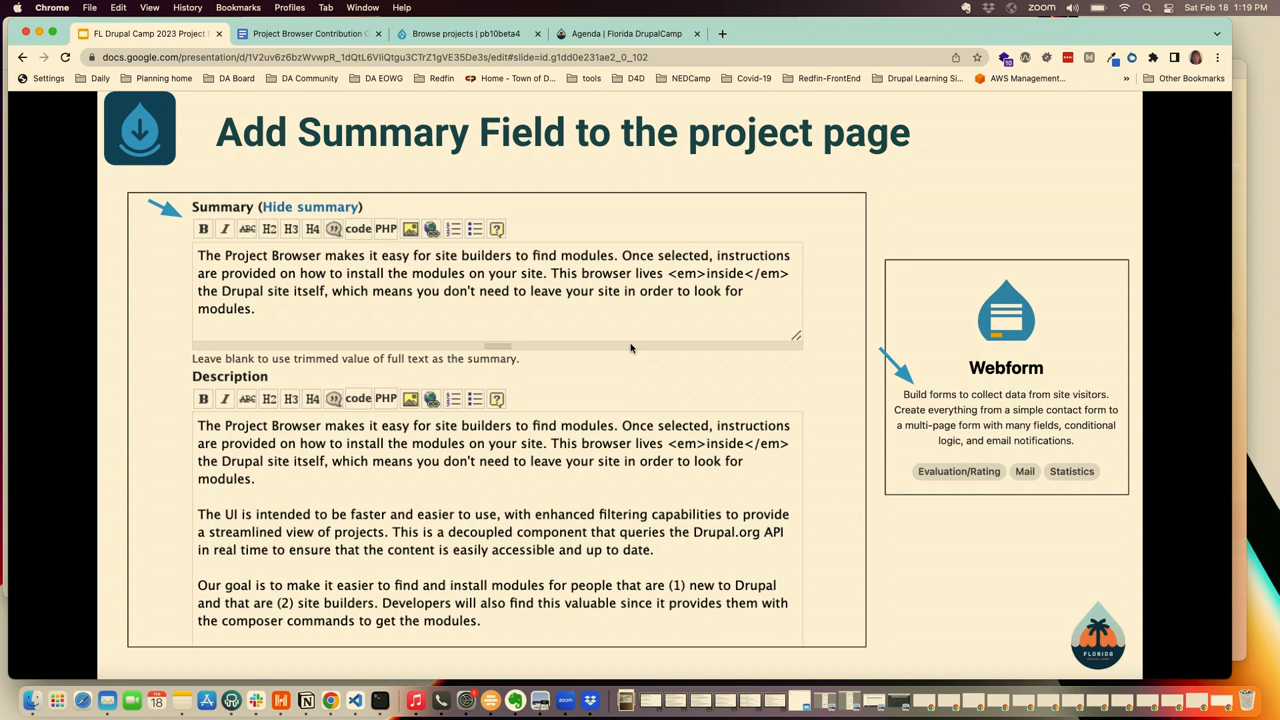 Chrome File Edit View History Bookmarks Profiles Tab Window Help zoom Sat Feb 18 1:19 PM
FL Drupal Camp 2023 Project Project Browser Contribution Browse projects | pb10beta4 Agenda | Florida DrupalCamp
Settings Daily Planning home DA Board DA Community DA EOWG Redfin Home - Town of D... tools D4D NEDCamp Covid-19 Redfin-FrontEnd Drupal Learning Si... AWS Management... Other Bookmarks
Add Summary Field to the project page
Summary (Hide summary)
B I ABC H2 H3 H4 code PHP
The Project Browser makes it easy for site builders to find modules. Once selected, instructions
are provided on how to install the modules on your site. This browser lives <em>inside</em>
the Drupal site itself, which means you don't need to leave your site in order to look for
modules.
Leave blank to use trimmed value of full text as the summary.
Description
B I ABC H2 H3 H4 code PHP
The Project Browser makes it easy for site builders to find modules. Once selected, instructions
are provided on how to install the modules on your site. This browser lives <em>inside</em>
the Drupal site itself, which means you don't need to leave your site in order to look for
modules.
The UI is intended to be faster and easier to use, with enhanced filtering capabilities to provide
a streamlined view of projects. This is a decoupled component that queries the Drupal.org API
in real time to ensure that the content is easily accessible and up to date.
Our goal is to make it easier to find and install modules for people that are (1) new to Drupal
and that are (2) site builders. Developers will also find this valuable since it provides them with
the composer commands to get the modules.
Webform
Build forms to collect data from site visitors.
Create everything from a simple contact form to
a multi-page form with many fields, conditional
logic, and email notifications.
Evaluation/Rating Mail Statistics
FLORIDA